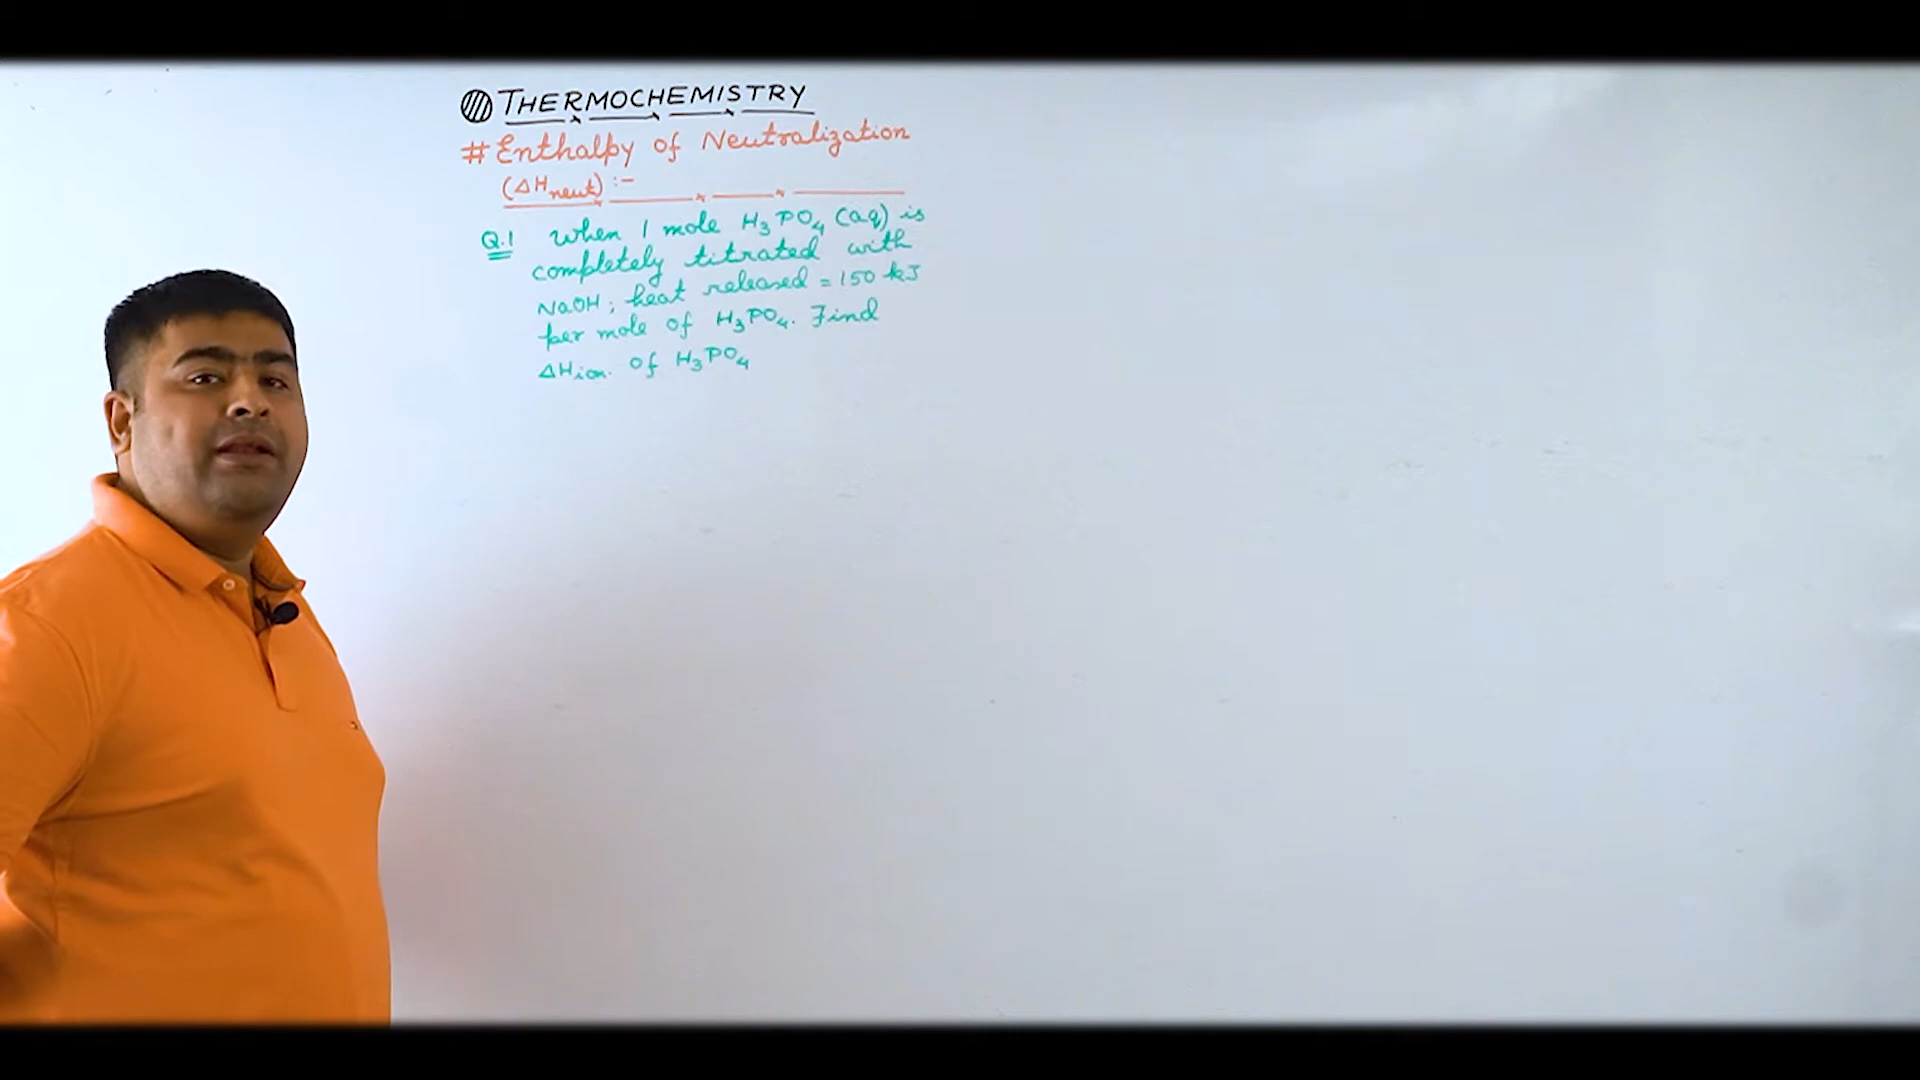 THERMOCHEMISTRY
# Enthalpy of Neutralization
(ΔHneut) :-
Q.1 When 1 mole H₃PO₄ (aq) is
completely titrated with
NaOH ; heat released = 150 kJ
per mole of H₃PO₄. Find
ΔHion. of H₃PO₄